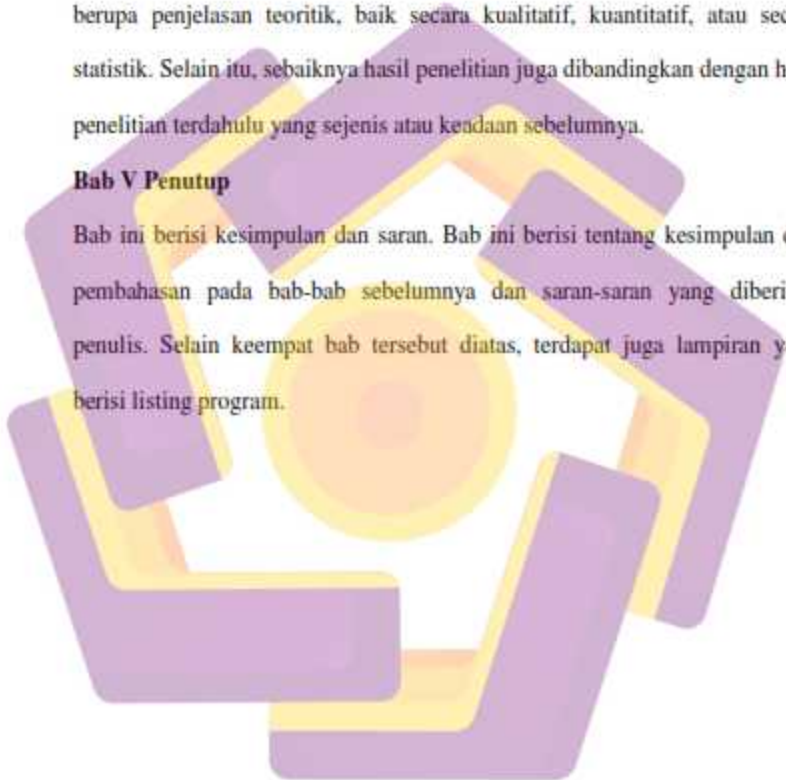 berupa penjelasan teoritik, baik secara kualitatif, kuantitatif, atau sec
statistik. Selain itu, sebaiknya hasil penelitian juga dibandingkan dengan h
penelitian terdahulu yang sejenis atau keadaan sebelumnya.
Bab V Penutup
Bab ini berisi kesimpulan dan saran. Bab ini berisi tentang kesimpulan d
pembahasan pada bab-bab sebelumnya dan saran-saran yang diberi
penulis. Selain keempat bab tersebut diatas, terdapat juga lampiran y
berisi listing program.